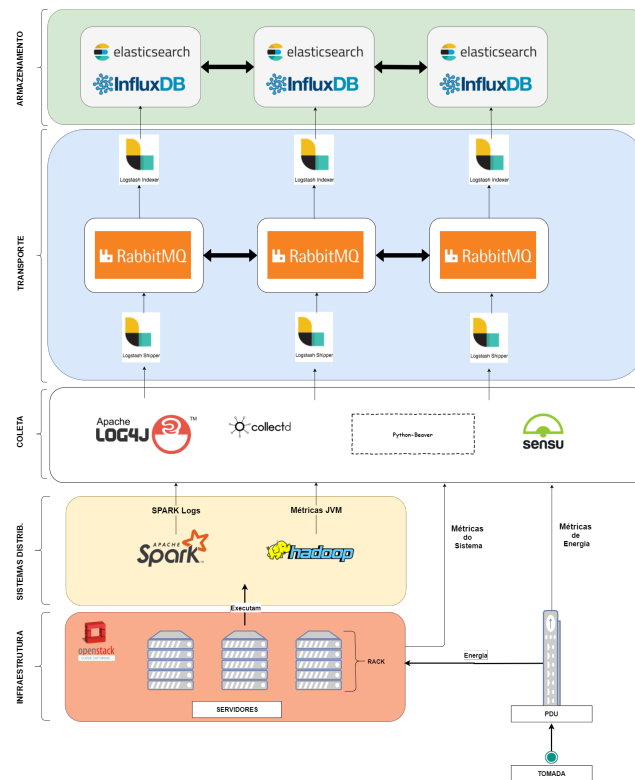 ARMAZENAMENTO
elasticsearch
InfluxDB
elasticsearch
InfluxDB
elasticsearch
InfluxDB
TRANSPORTE
Logstash Indexer
Logstash Indexer
Logstash Indexer
RabbitMQ
RabbitMQ
RabbitMQ
Logstash Shipper
Logstash Shipper
Logstash Shipper
COLETA
Apache
LOG4J
TM
collectd
Python-Beaver
sensu
SISTEMAS DISTRIB.
SPARK Logs
Métricas JVM
APACHE
Spark
hadoop
Métricas
do
Sistema
Métricas
de
Energia
Executam
INFRAESTRUTURA
openstack
RACK
SERVIDORES
Energia
PDU
TOMADA